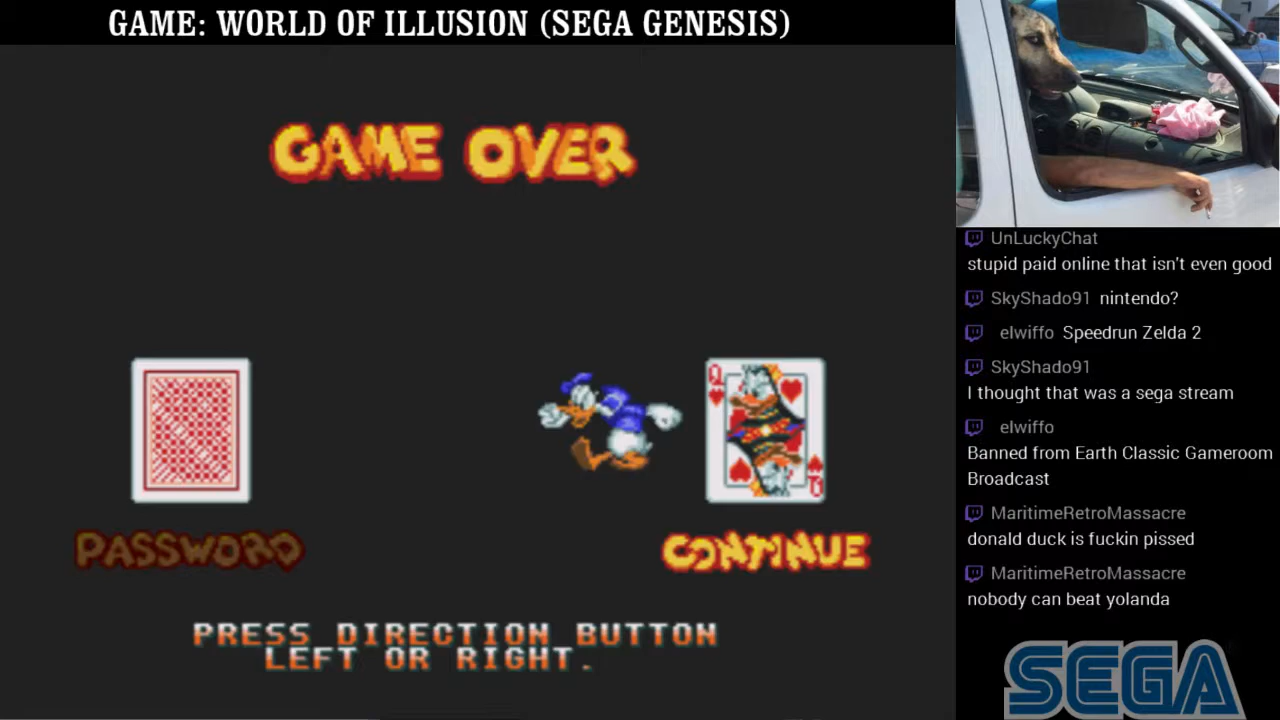 GAME: WORLD OF ILLUSION (SEGA GENESIS)
GAME OVER
Q
Q
PASSWORD
CONTINUE
PRESS DIRECTION BUTTON
LEFT OR RIGHT.
UnLuckyChat
stupid paid online that isn't even good
SkyShado91 nintendo?
elwiffo Speedrun Zelda 2
SkyShado91
I thought that was a sega stream
elwiffo
Banned from Earth Classic Gameroom
Broadcast
MaritimeRetroMassacre
donald duck is fuckin pissed
MaritimeRetroMassacre
nobody can beat yolanda
SEGA